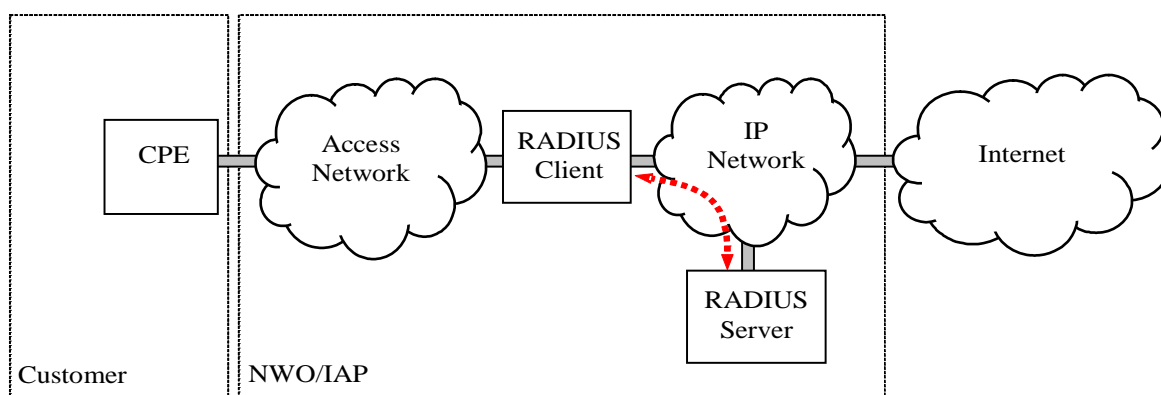 CPE
Access
Network
RADIUS
Client
IP
Network
Internet
RADIUS
Server
Customer
NWO/IAP